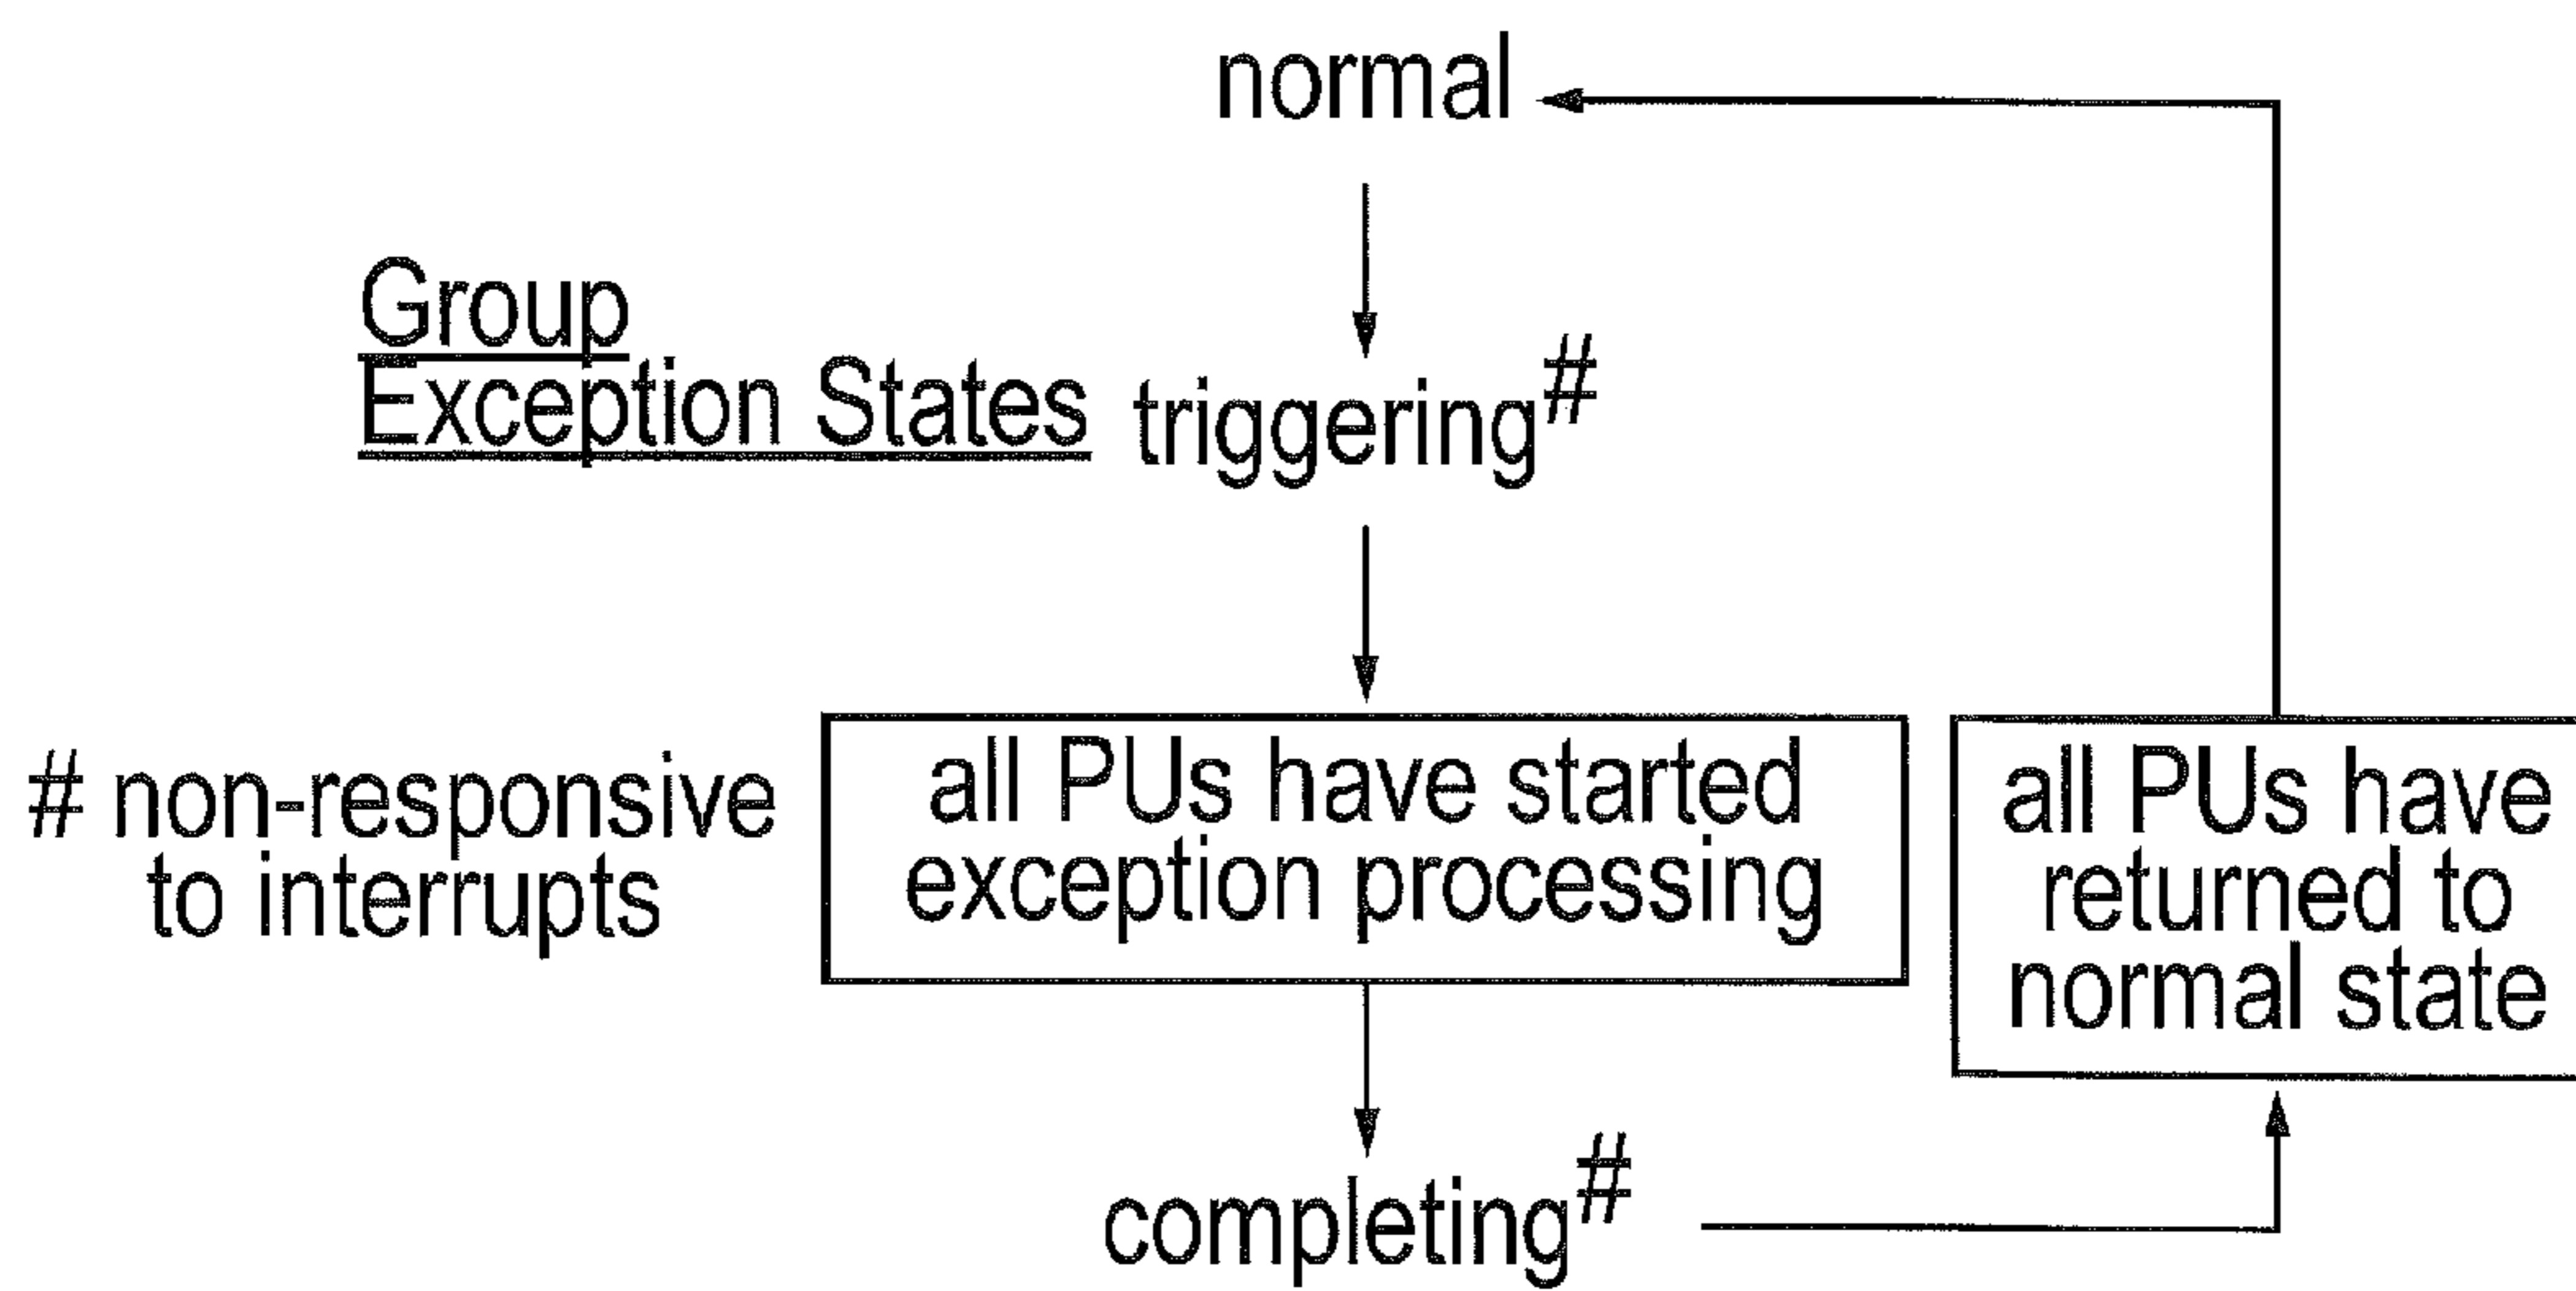 normal
Group
Exception States
triggering#
# non-responsive
to interrupts
all PUs have started
exception processing
all PUs have
returned to
normal state
completing#